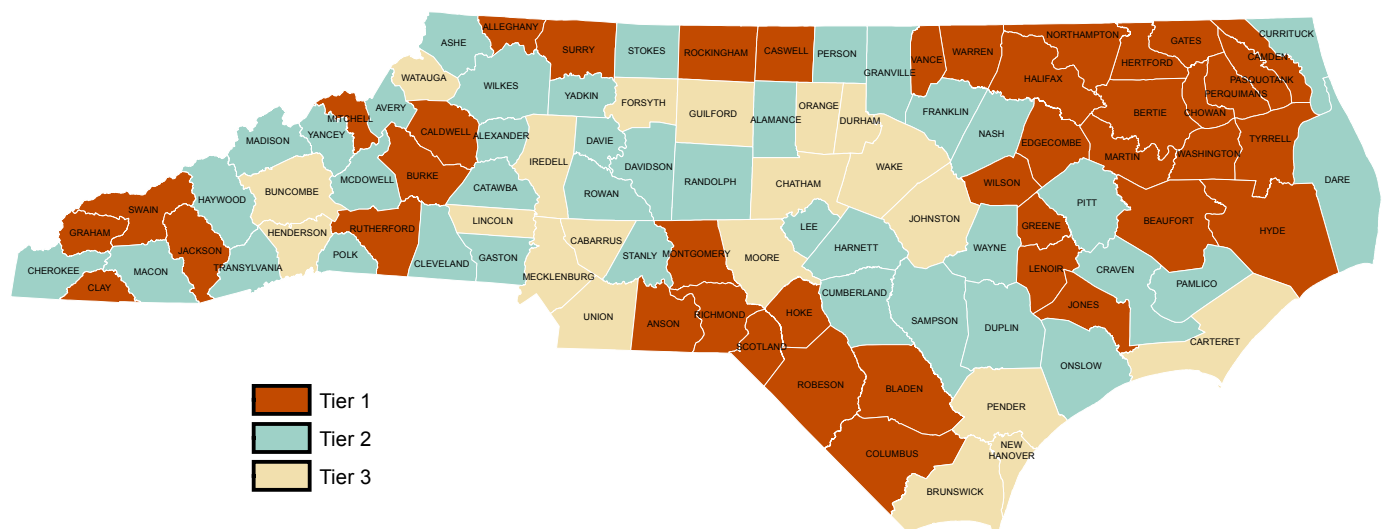 ALLEGHANY
NORTHAMPTON
CURRITUCK
ASHE
SURRY
STOKES
ROCKINGHAM
CASWELL
PERSON
WARREN
GATES
VANCE
HERTFORD
CAMDEN
WATAUGA
GRANVILLE
HALIFAX
PASQUOTANK
WILKES
YADKIN
FORSYTH
PERQUIMANS
AVERY
ORANGE
GUILFORD
FRANKLIN
BERTIE
CHOWAN
MITCHELL
ALAMANCE
DURHAM
YANCEY
CALDWELL
ALEXANDER
NASH
MADISON
DAVIE
EDGECOMBE
TYRRELL
IREDELL
MARTIN
WASHINGTON
DAVIDSON
WAKE
BURKE
MCDOWELL
RANDOLPH
CHATHAM
DARE
BUNCOMBE
CATAWBA
ROWAN
WILSON
HAYWOOD
PITT
SWAIN
LINCOLN
JOHNSTON
BEAUFORT
RUTHERFORD
LEE
GREENE
GRAHAM
HENDERSON
HYDE
CABARRUS
HARNETT
WAYNE
JACKSON
POLK
GASTON
STANLY
MONTGOMERY
MOORE
CLEVELAND
TRANSYLVANIA
LENOIR
CRAVEN
CHEROKEE
MACON
MECKLENBURG
PAMLICO
CLAY
CUMBERLAND
JONES
UNION
ANSON
RICHMOND
HOKE
SAMPSON
DUPLIN
CARTERET
SCOTLAND
ONSLOW
ROBESON
BLADEN
Tier 1
PENDER
Tier 2
NEW
HANOVER
COLUMBUS
Tier 3
BRUNSWICK